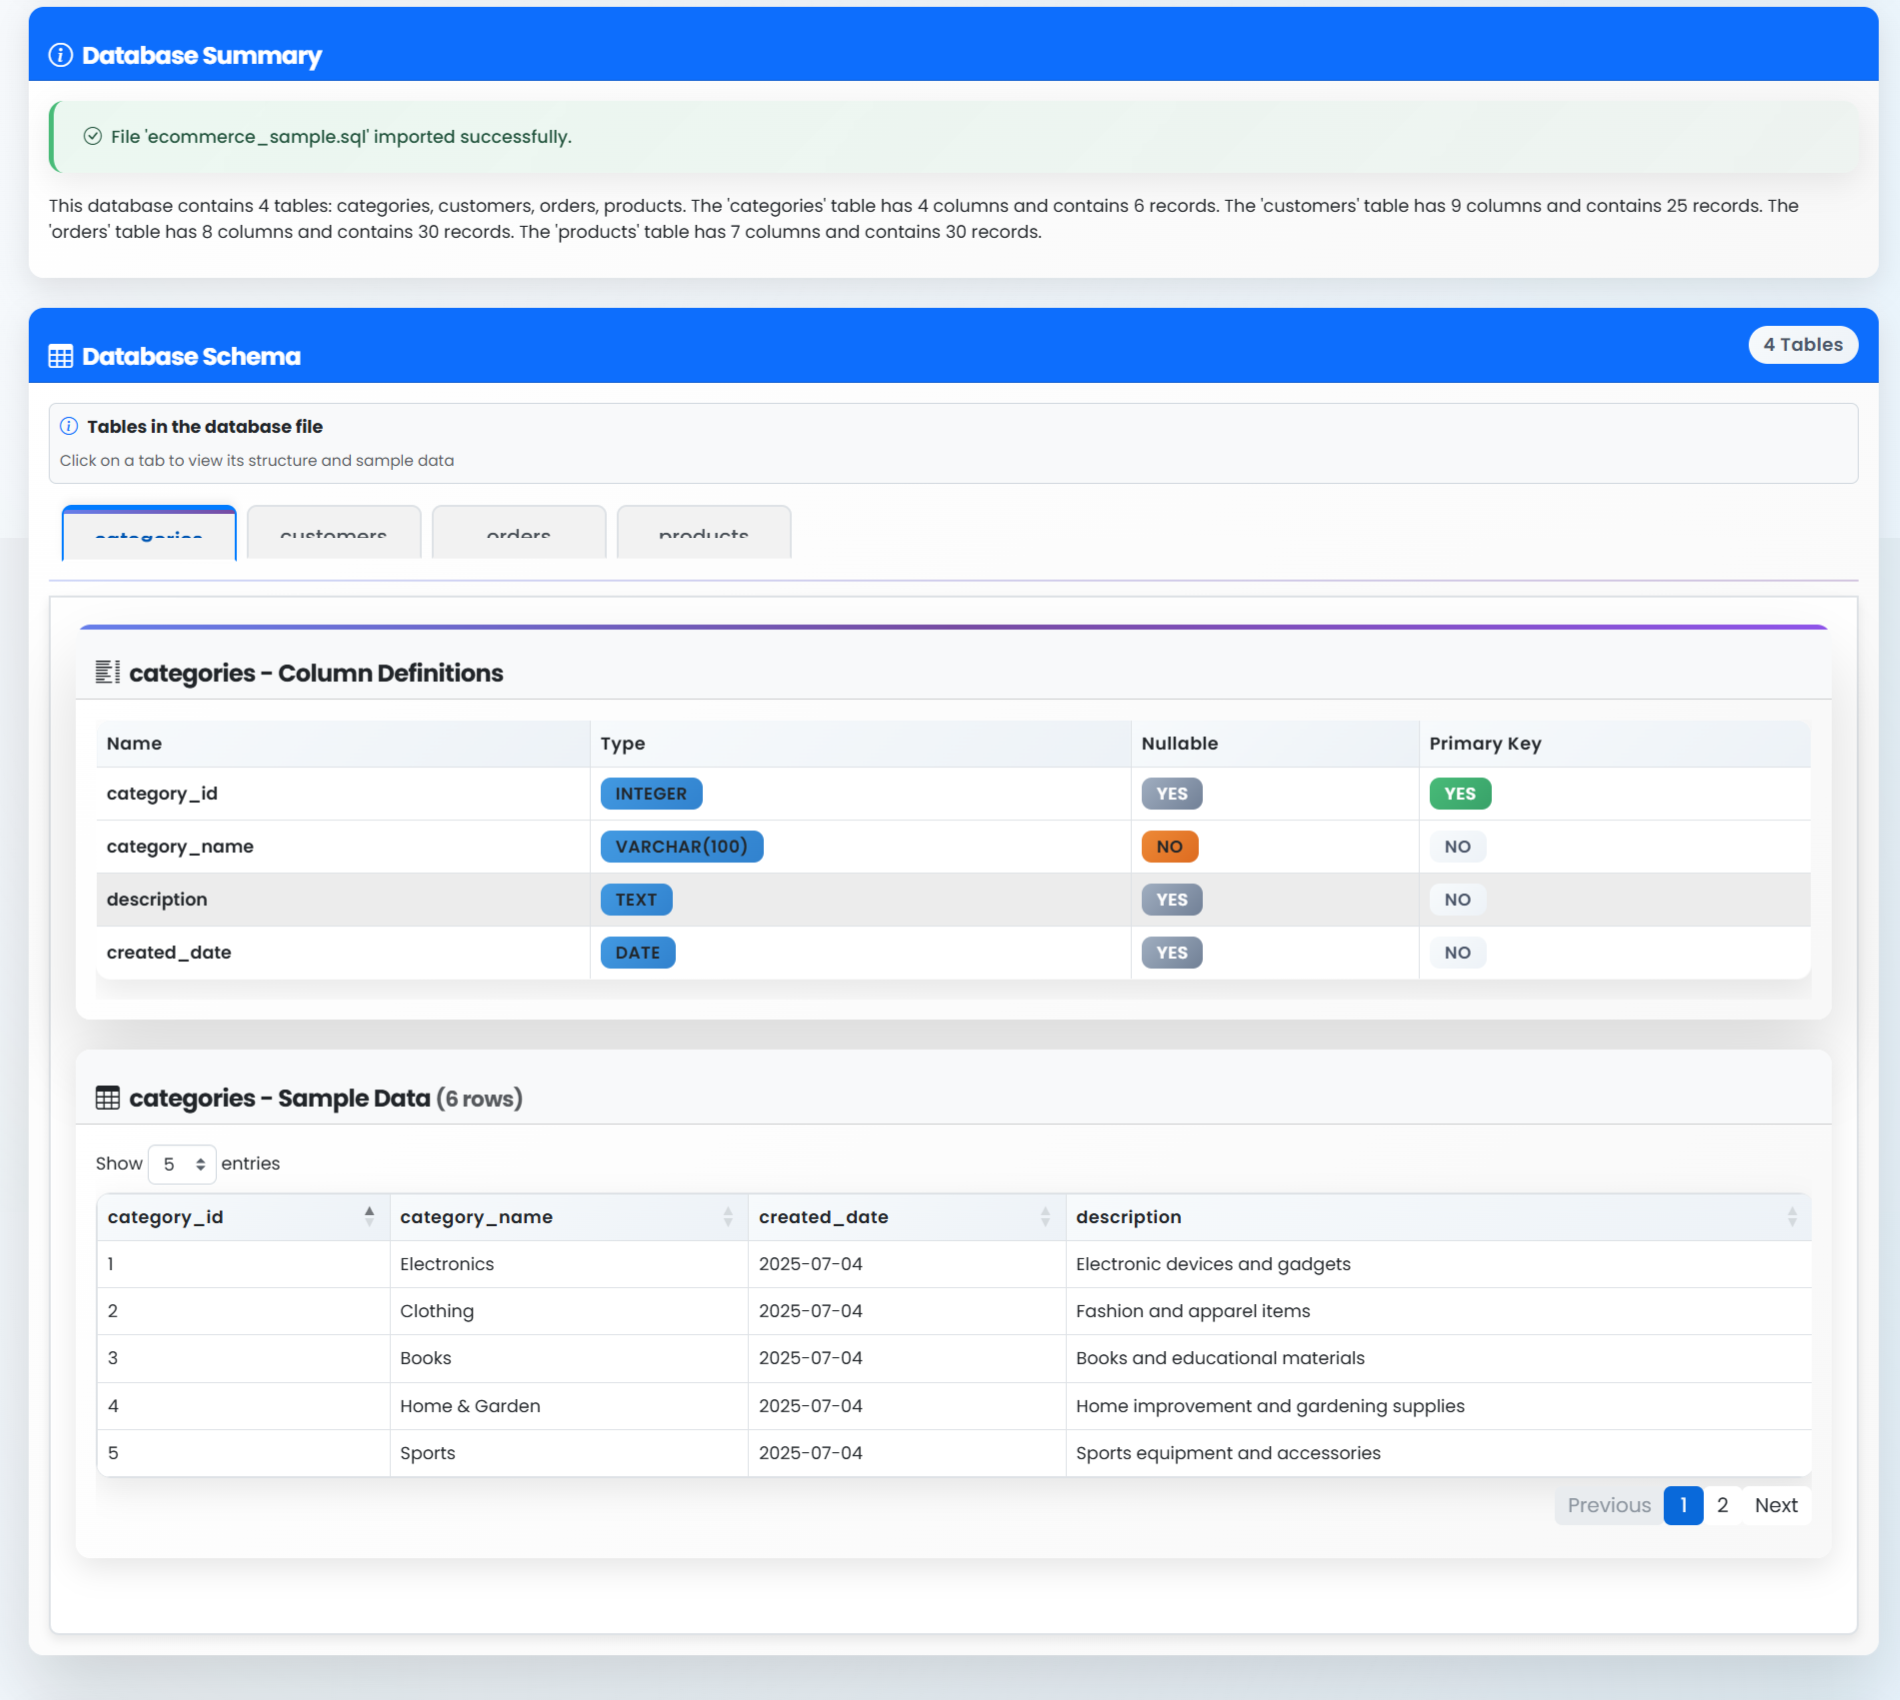 Database Summary
File 'ecommerce_sample.sql' imported successfully.
This database contains 4 tables: categories, customers, orders, products. The 'categories' table has 4 columns and contains 6 records. The 'customers' table has 9 columns and contains 25 records. The
'orders' table has 8 columns and contains 30 records. The 'products' table has 7 columns and contains 30 records.
Database Schema
4 Tables
Tables in the database file
Click on a tab to view its structure and sample data
categories customers orders products
categories - Column Definitions
Name Type Nullable Primary Key
category_id INTEGER YES YES
category_name VARCHAR(100) NO NO
description TEXT YES NO
created_date DATE YES NO
categories - Sample Data (6 rows)
Show 5 entries
category_id category_name created_date description
1 Electronics 2025-07-04 Electronic devices and gadgets
2 Clothing 2025-07-04 Fashion and apparel items
3 Books 2025-07-04 Books and educational materials
4 Home & Garden 2025-07-04 Home improvement and gardening supplies
5 Sports 2025-07-04 Sports equipment and accessories
Previous 1 2 Next